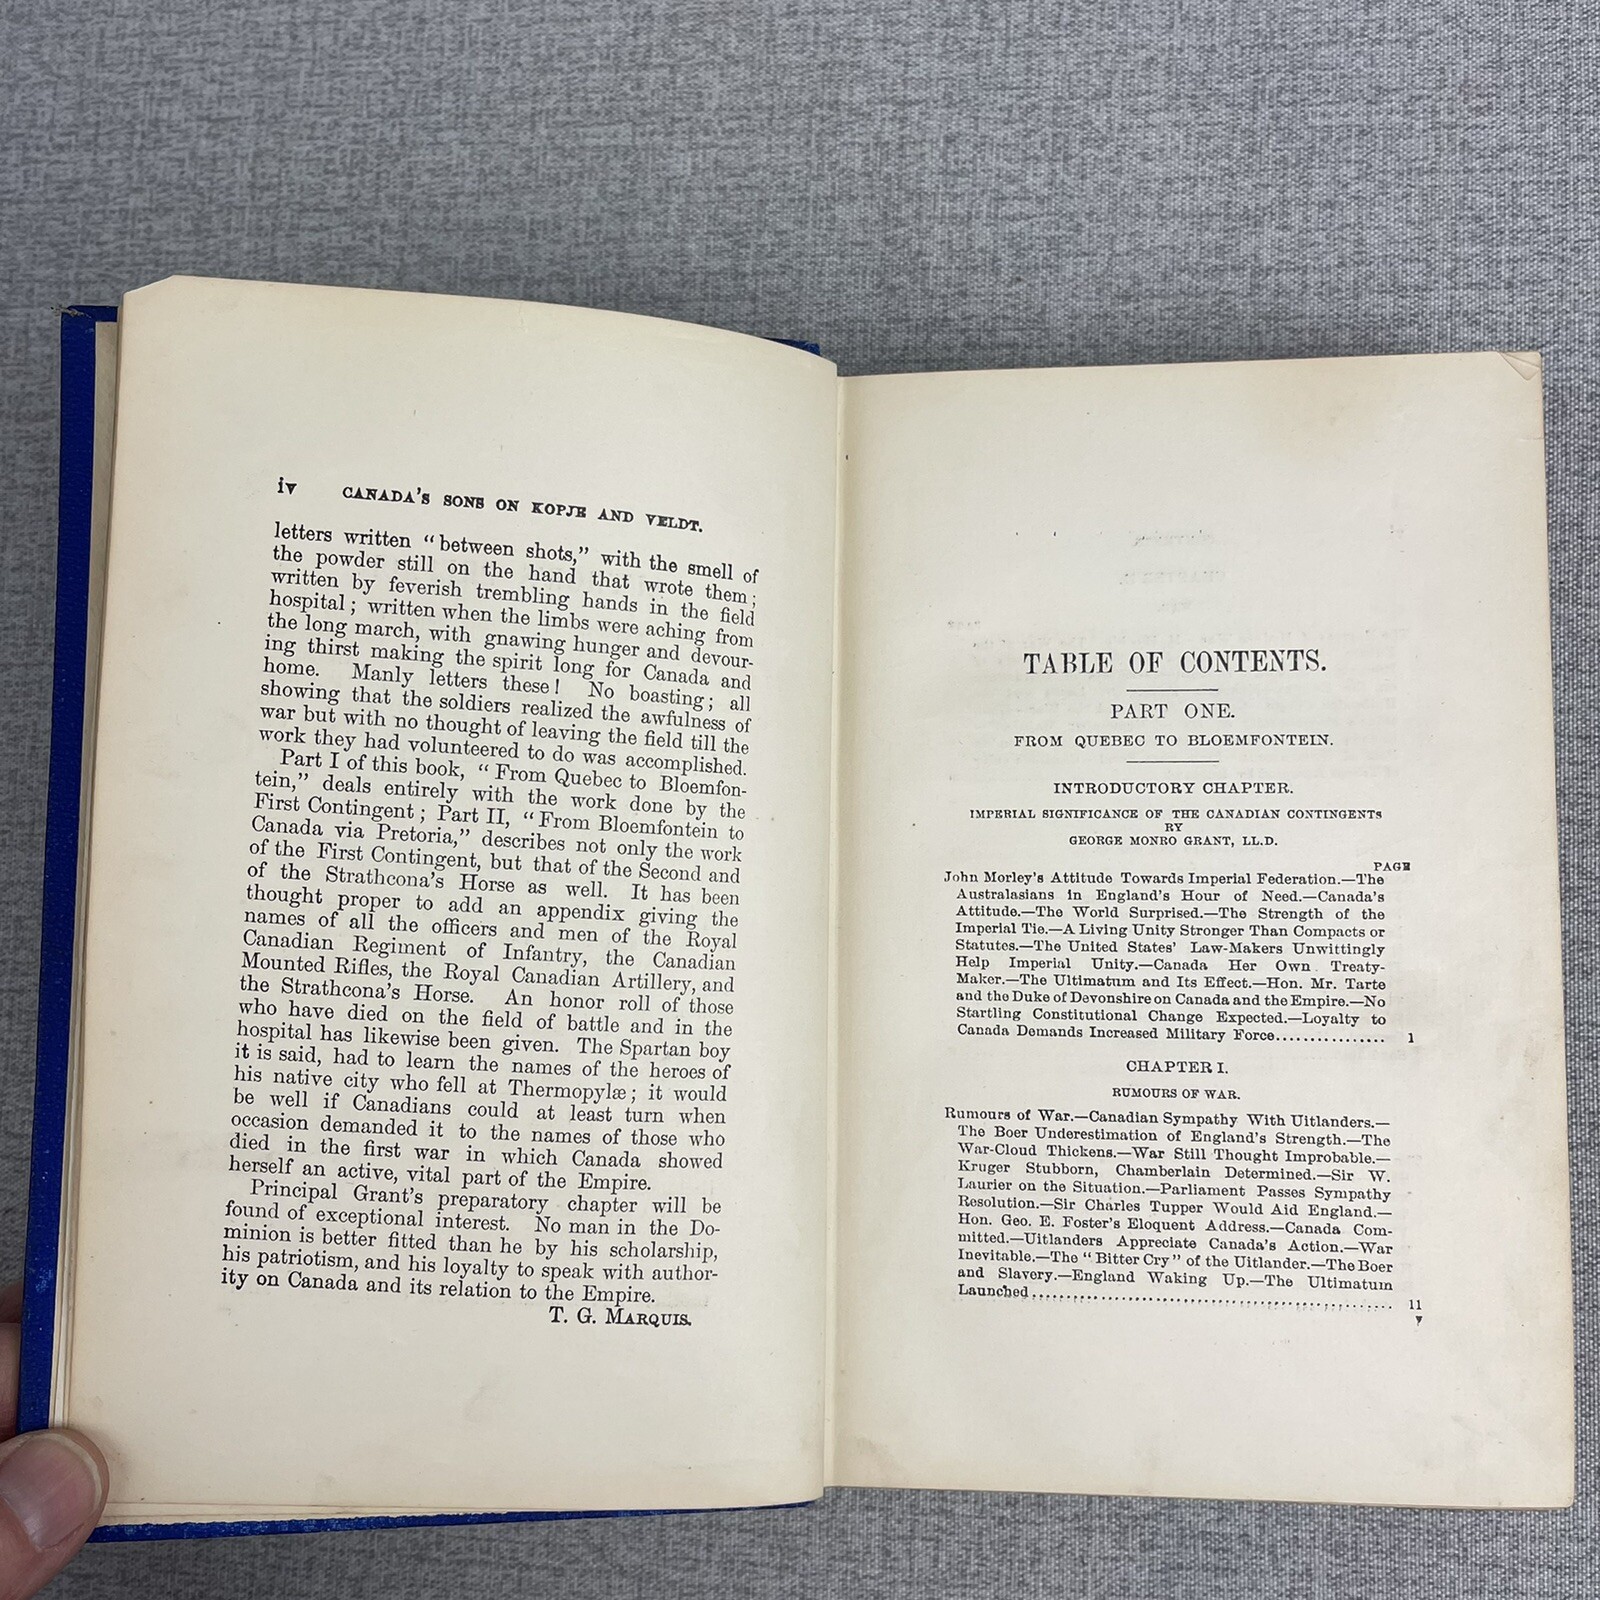 iv CANADA'S SONS ON KOPJE AND VELDT.
letters written "between shots," with the smell of
the powder still on the hand that wrote them;
written by feverish trembling hands in the field
hospital; written when the limbs were aching from
the long march, with gnawing hunger and devour-
ing thirst making the spirit long for Canada and
home. Manly letters these! No boasting; all
showing that the soldiers realized the awfulness of
war but with no thought of leaving the field till the
work they had volunteered to do was accomplished.
Part I of this book, "From Quebec to Bloemfon-
tein," deals entirely with the work done by the
First Contingent; Part II, "From Bloemfontein to
Canada via Pretoria," describes not only the work
of the First Contingent, but that of the Second and
of the Strathcona's Horse as well. It has been
thought proper to add an appendix giving the
names of all the officers and men of the Royal
Canadian Regiment of Infantry, the Canadian
Mounted Rifles, the Royal Canadian Artillery, and
the Strathcona's Horse. An honor roll of those
who have died on the field of battle and in the
hospital has likewise been given. The Spartan boy
it is said, had to learn the names of the heroes of
his native city who fell at Thermopylæ; it would
be well if Canadians could at least turn when
occasion demanded it to the names of those who
died in the first war in which Canada showed
herself an active, vital part of the Empire.
Principal Grant's preparatory chapter will be
found of exceptional interest. No man in the Do-
minion is better fitted than he by his scholarship,
his patriotism, and his loyalty to speak with author-
ity on Canada and its relation to the Empire.
T. G. MARQUIS.
TABLE OF CONTENTS.
PART ONE.
FROM QUEBEC TO BLOEMFONTEIN.
INTRODUCTORY CHAPTER.
IMPERIAL SIGNIFICANCE OF THE CANADIAN CONTINGENTS
BY
GEORGE MONRO GRANT, LL.D.
PAGE
John Morley's Attitude Towards Imperial Federation.—The
Australasians in England's Hour of Need.—Canada's
Attitude.—The World Surprised.—The Strength of the
Imperial Tie.—A Living Unity Stronger Than Compacts or
Statutes.—The United States' Law-Makers Unwittingly
Help Imperial Unity.—Canada Her Own Treaty-
Maker.—The Ultimatum and Its Effect.—Hon. Mr. Tarte
and the Duke of Devonshire on Canada and the Empire.—No
Startling Constitutional Change Expected.—Loyalty to
Canada Demands Increased Military Force................ 1
CHAPTER I.
RUMOURS OF WAR.
Rumours of War.—Canadian Sympathy With Uitlanders.—
The Boer Underestimation of England's Strength.—The
War-Cloud Thickens.—War Still Thought Improbable.—
Kruger Stubborn, Chamberlain Determined.—Sir W.
Laurier on the Situation.—Parliament Passes Sympathy
Resolution.—Sir Charles Tupper Would Aid England.—
Hon. Geo. E. Foster's Eloquent Address.—Canada Com-
mitted.—Uitlanders Appreciate Canada's Action.—War
Inevitable.—The "Bitter Cry" of the Uitlander.—The Boer
and Slavery.—England Waking Up.—The Ultimatum
Launched.................................................... 11
v